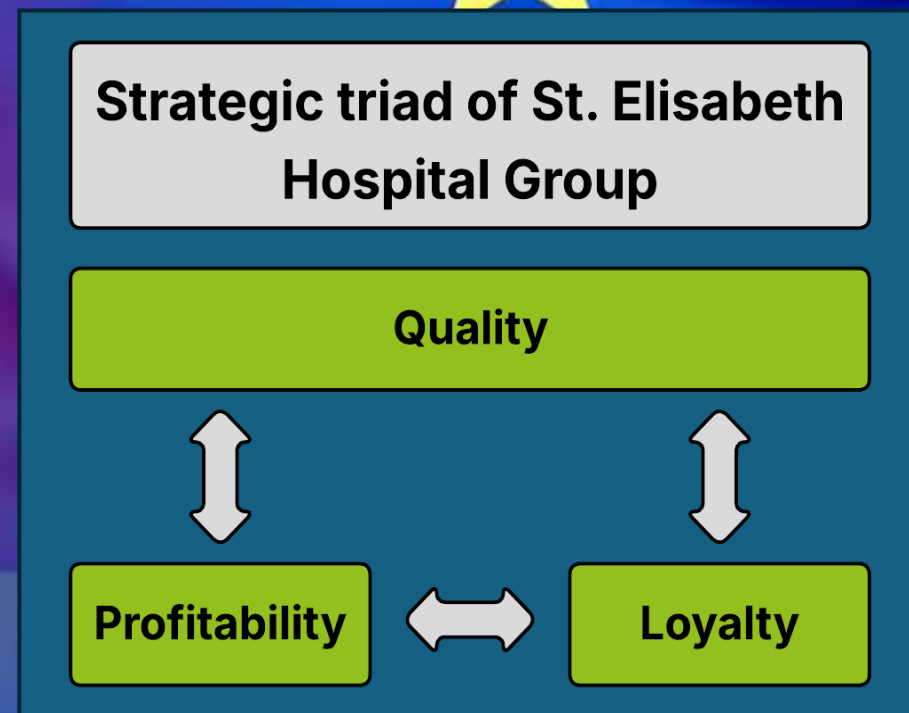 Strategic triad of St. Elisabeth
Hospital Group
Quality
Profitability
Loyalty